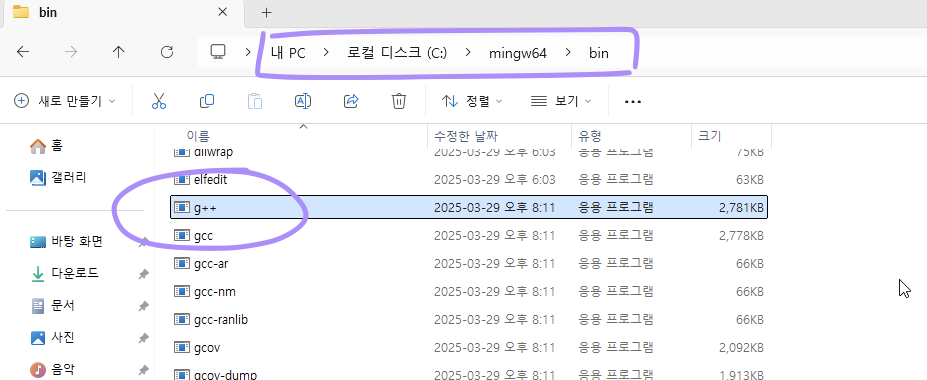 bin
내 PC > 로컬 디스크 (C:) > mingw64 > bin
새로 만들기 정렬 보기
이름 수정한 날짜 유형 크기
홈
갤러리
바탕 화면
다운로드
문서
사진
음악
dllwrap 2025-03-29 오후 6:03 응용 프로그램 75KB
elfedit 2025-03-29 오후 6:03 응용 프로그램 63KB
g++ 2025-03-29 오후 8:11 응용 프로그램 2,781KB
gcc 2025-03-29 오후 8:11 응용 프로그램 2,778KB
gcc-ar 2025-03-29 오후 8:11 응용 프로그램 66KB
gcc-nm 2025-03-29 오후 8:11 응용 프로그램 66KB
gcc-ranlib 2025-03-29 오후 8:11 응용 프로그램 66KB
gcov 2025-03-29 오후 8:11 응용 프로그램 2,092KB
gcov-dump 2025-03-29 오후 8:11 응용 프로그램 1,913KB